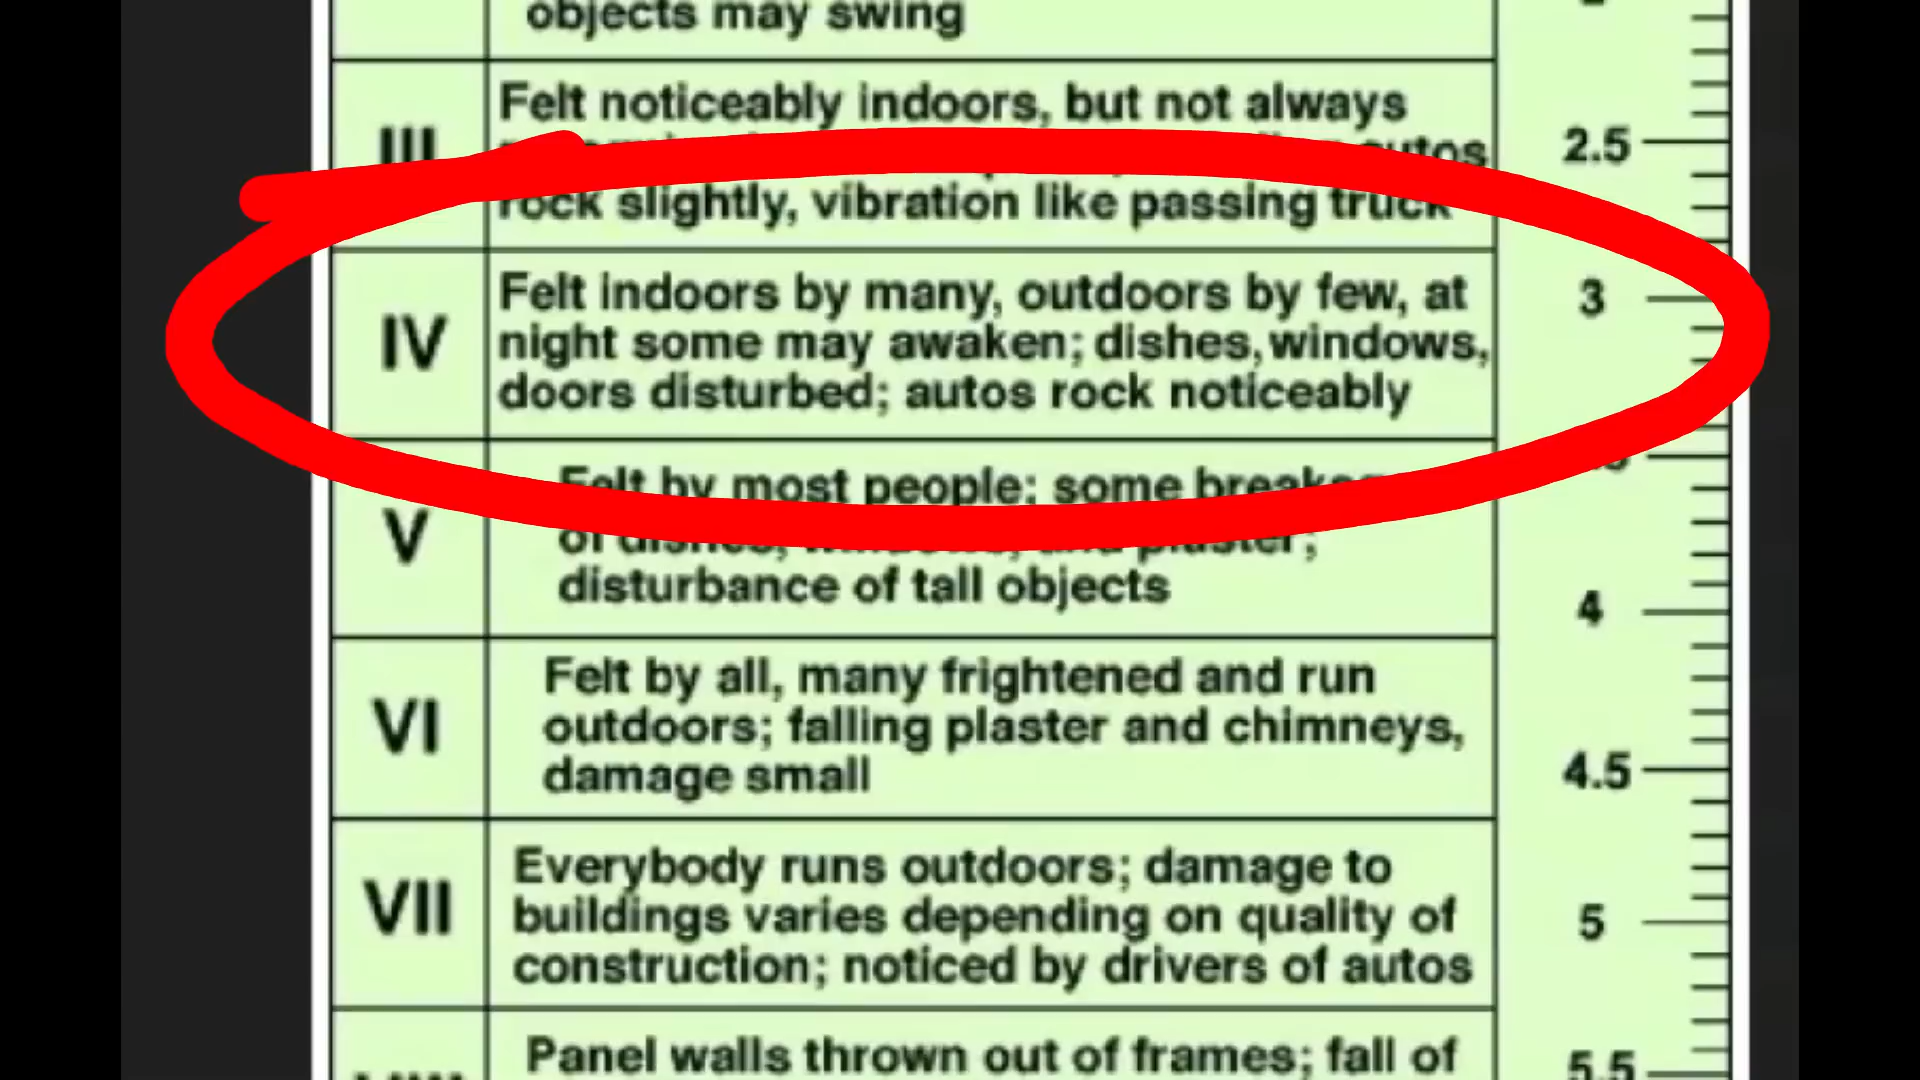 objects may swing
III
Felt noticeably indoors, but not always
autos
rock slightly, vibration like passing truck
2.5
IV
Felt indoors by many, outdoors by few, at
night some may awaken; dishes, windows,
doors disturbed; autos rock noticeably
3
V
Felt by most people; some
of dishes, windows, and plaster;
disturbance of tall objects
4
VI
Felt by all, many frightened and run
outdoors; falling plaster and chimneys,
damage small
4.5
VII
Everybody runs outdoors; damage to
buildings varies depending on quality of
construction; noticed by drivers of autos
5
Panel walls thrown out of frames; fall of
5.5